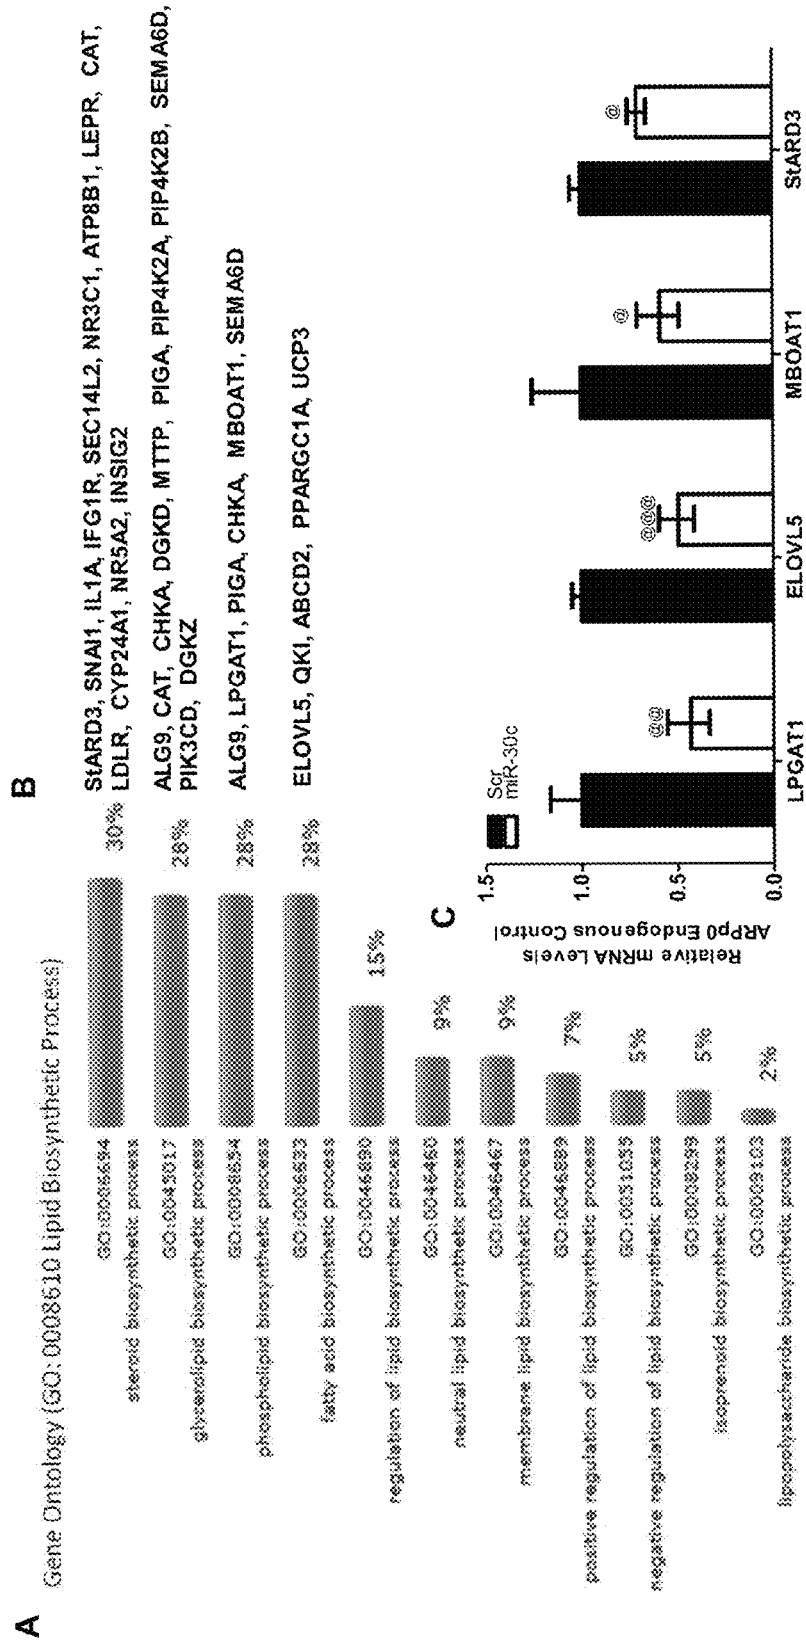 A
Gene Ontology (GO: 0008610 Lipid Biosynthetic Process)
GO:0006694
steroid biosynthetic process
30%
GO:0045017
glycerolipid biosynthetic process
28%
GO:0008654
phospholipid biosynthetic process
28%
GO:0006633
fatty acid biosynthetic process
28%
GO:0046890
regulation of lipid biosynthetic process
15%
GO:0046460
neutral lipid biosynthetic process
9%
GO:0046467
membrane lipid biosynthetic process
9%
GO:0046889
positive regulation of lipid biosynthetic process
7%
GO:0051055
negative regulation of lipid biosynthetic process
5%
GO:0008299
isoprenoid biosynthetic process
5%
GO:0009103
lipopolysaccharide biosynthetic process
2%
B
StARD3, SNAI1, IL1A, IFG1R, SEC14L2, NR3C1, ATP8B1, LEPR, CAT,
LDLR, CYP24A1, NR5A2, INSIG2
ALG9, CAT, CHKA, DGKD, MTTP, PIGA, PIP4K2A, PIP4K2B, SEMA6D,
PIK3CD, DGKZ
ALG9, LPGAT1, PIGA, CHKA, MBOAT1, SEMA6D
ELOVL5, QKI, ABCD2, PPARGC1A, UCP3
C
Relative mRNA Levels
ARPp0 Endogenous Control
1.5
1.0
0.5
0.0
Scr
miR-30c
@@
@@@
@
@
LPGAT1
ELOVL5
MBOAT1
StARD3